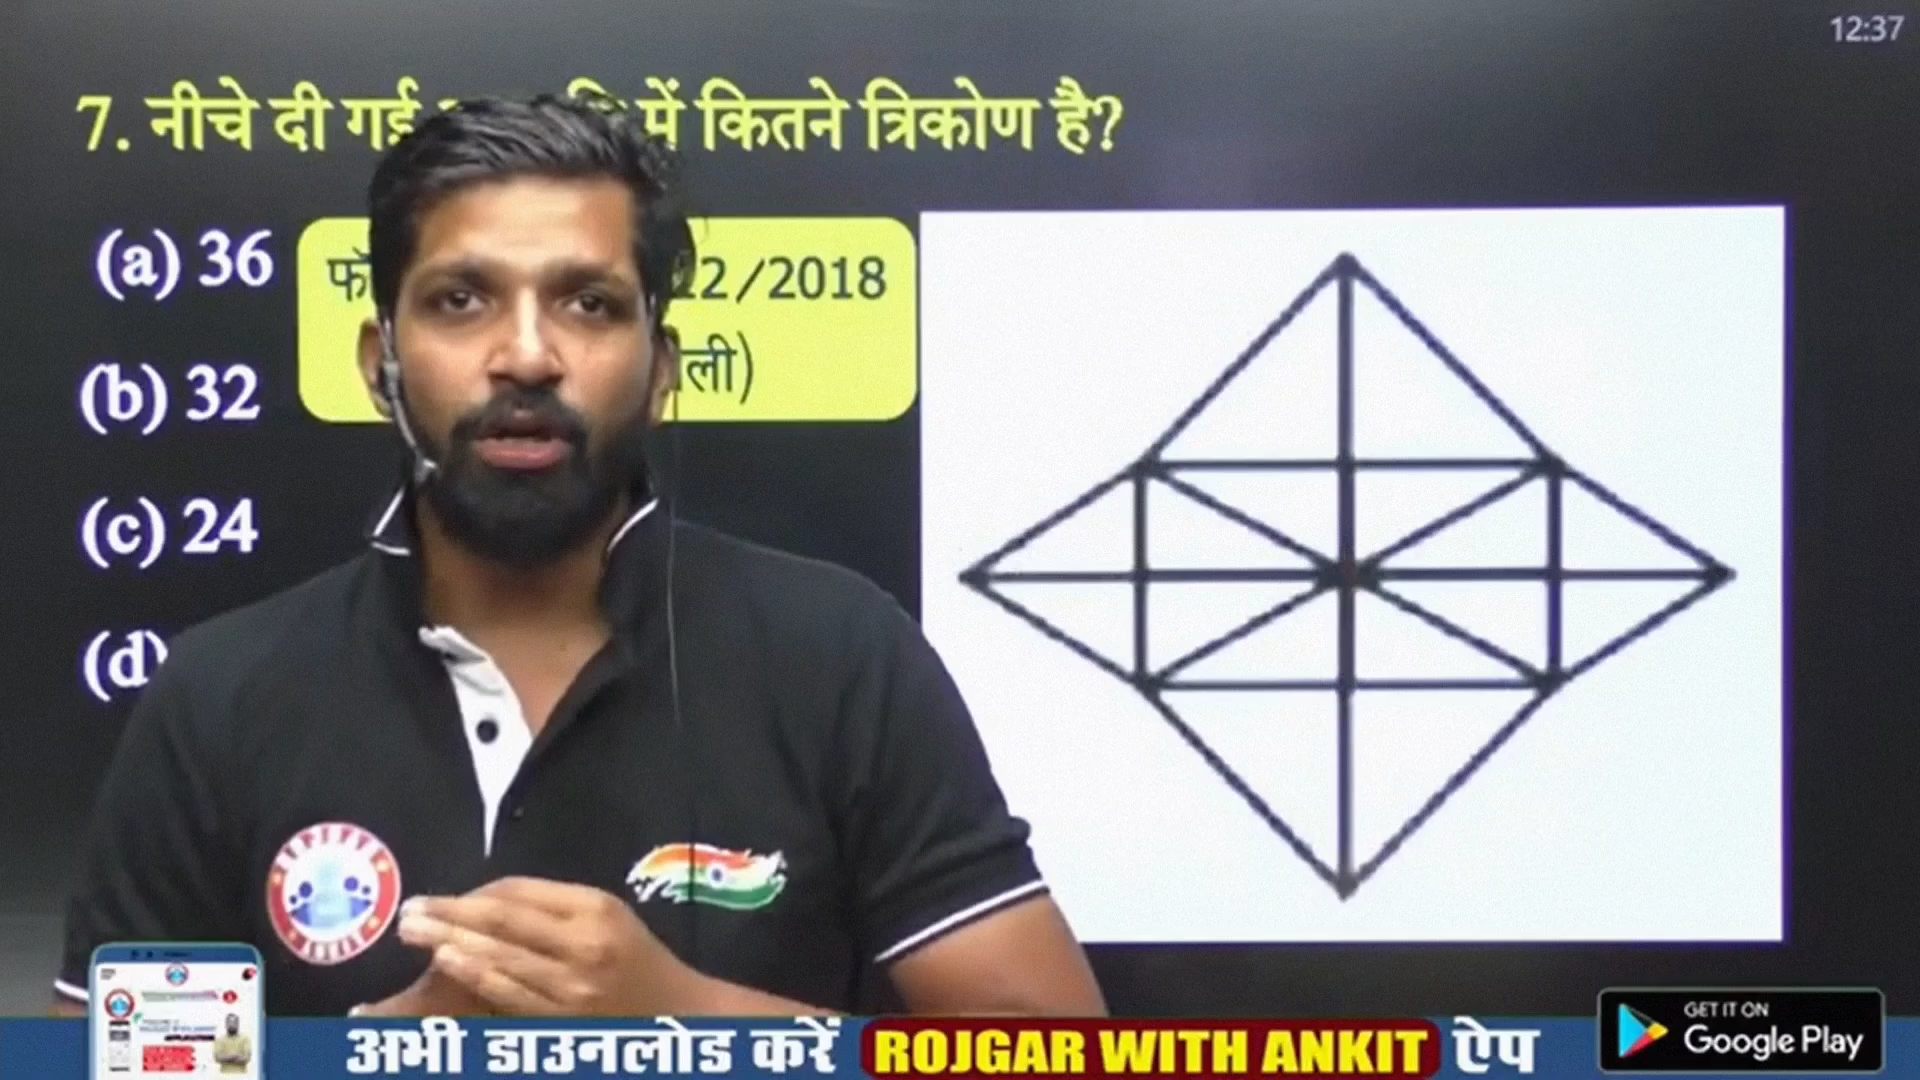 12:37
7. नीचे दी गई में कितने त्रिकोण है?
(a) 36
22/2018
(b) 32
(c) 24
(d)
अभी डाउनलोड करें ROJGAR WITH ANKIT ऐप
GET IT ON
Google Play